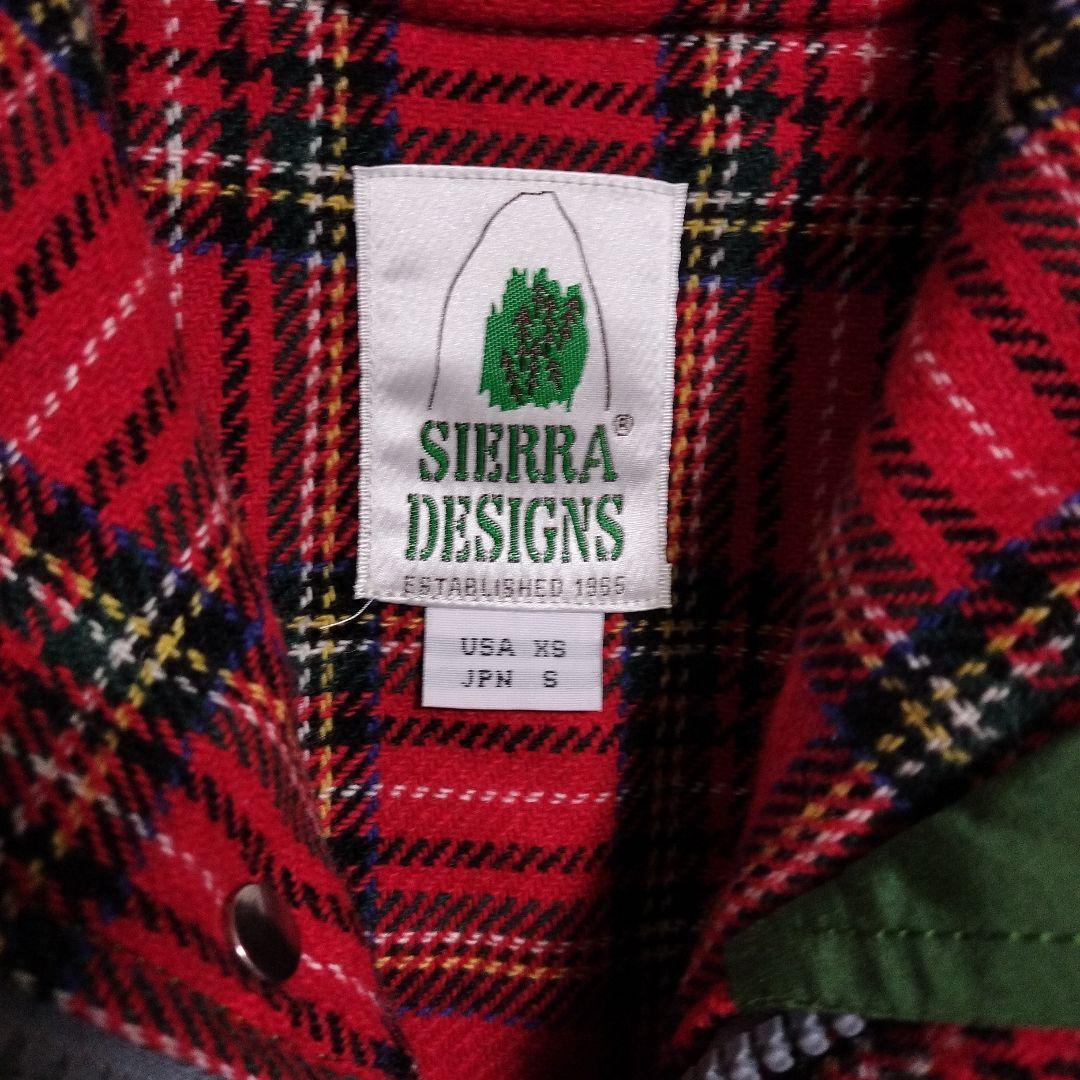 SIERRA®
DESIGNS
ESTABLISHED 1965
USA XS
JPN S